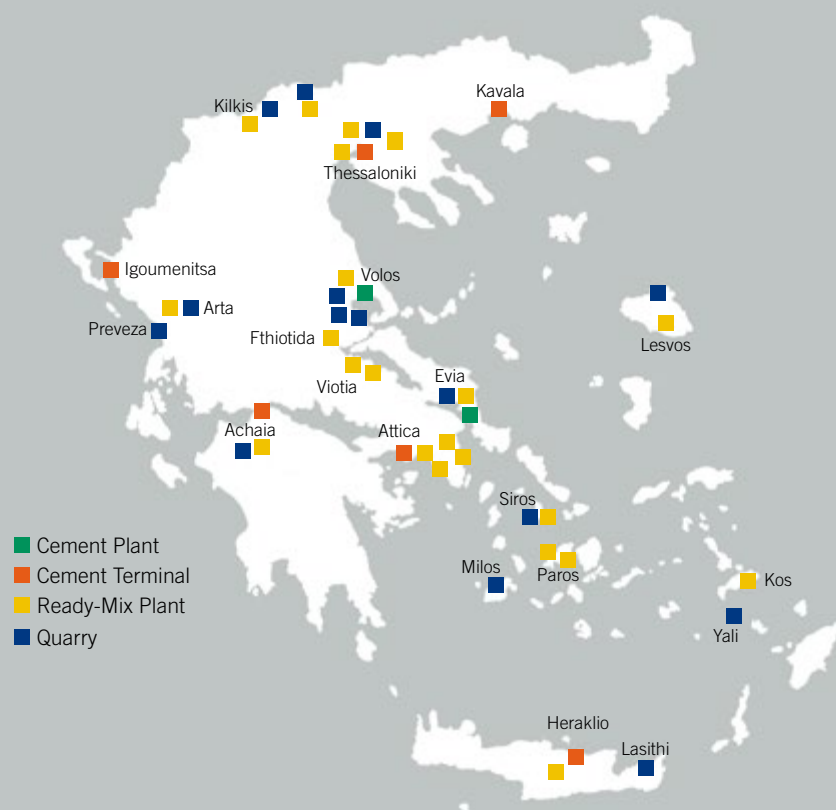 Kavala
Kilkis
Thessaloniki
Igoumenitsa
Volos
Arta
Preveza
Fthiotida
Lesvos
Viotia
Evia
Achaia
Attica
Siros
Cement Plant
Cement Terminal
Ready-Mix Plant
Quarry
Milos
Paros
Kos
Yali
Heraklio
Lasithi